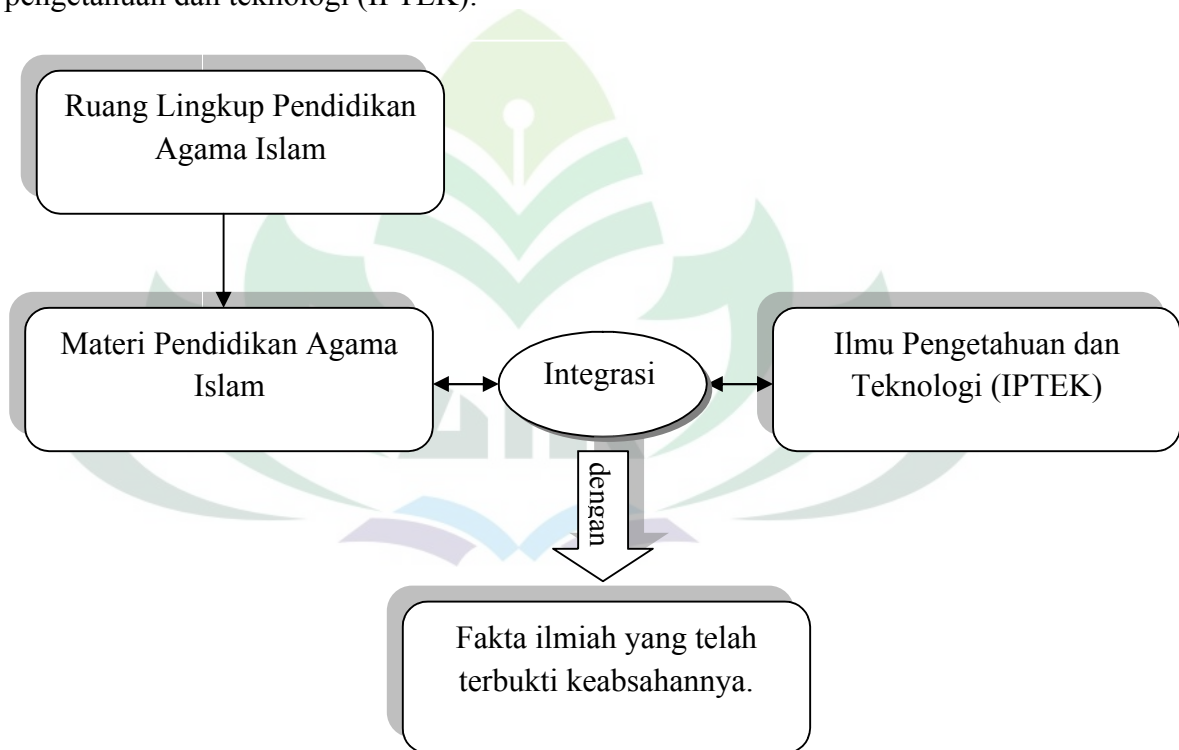 pengetahuan dan teknologi (IPTEK).
Ruang Lingkup Pendidikan
Agama Islam
Materi Pendidikan Agama
Islam
Integrasi
Ilmu Pengetahuan dan
Teknologi (IPTEK)
dengan
Fakta ilmiah yang telah
terbukti keabsahannya.